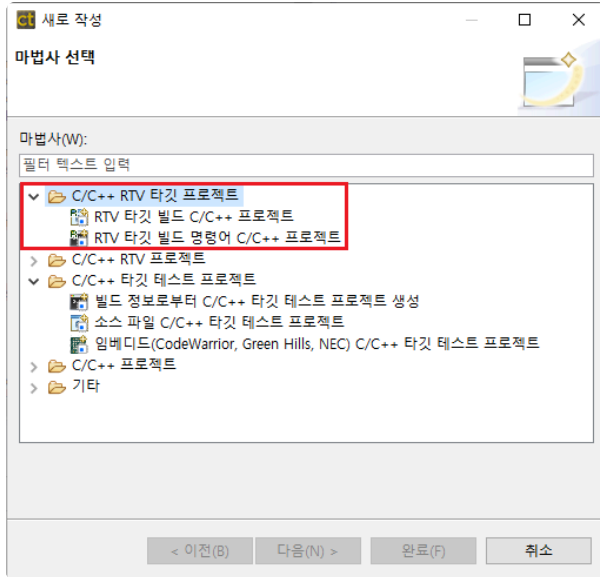 ct 새로 작성
마법사 선택
마법사(W):
필터 텍스트 입력
C/C++ RTV 타깃 프로젝트
RTV 타깃 빌드 C/C++ 프로젝트
RTV 타깃 빌드 명령어 C/C++ 프로젝트
C/C++ RTV 프로젝트
C/C++ 타깃 테스트 프로젝트
빌드 정보로부터 C/C++ 타깃 테스트 프로젝트 생성
소스 파일 C/C++ 타깃 테스트 프로젝트
임베디드(CodeWarrior, Green Hills, NEC) C/C++ 타깃 테스트 프로젝트
C/C++ 프로젝트
기타
< 이전(B) 다음(N) > 완료(F) 취소